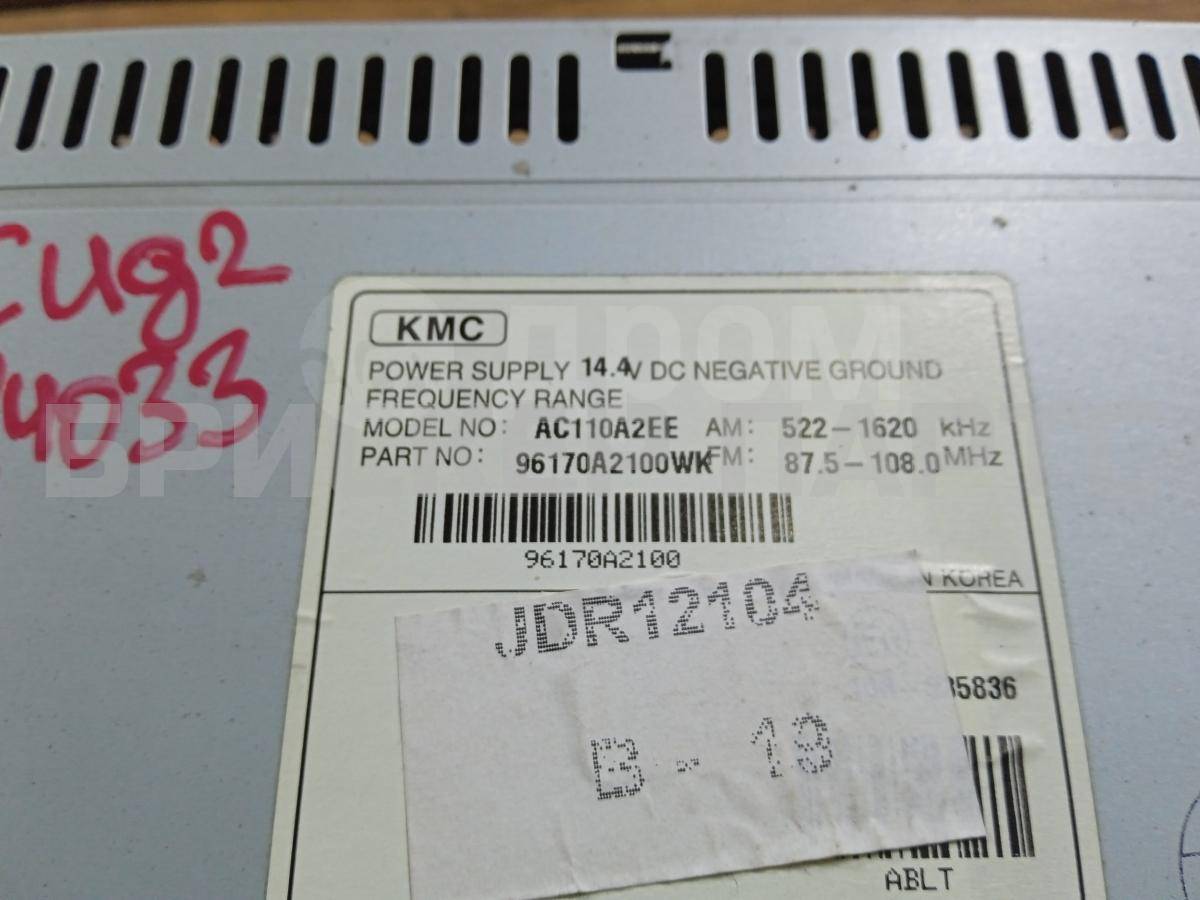 Сид2
4033
KMC
POWER SUPPLY 14.4V DC NEGATIVE GROUND
FREQUENCY RANGE
MODEL NO: AC110A2EE AM: 522-1620 kHz
PART NO: 96170A2100WK FM: 87.5-108.0 MHz
96170A2100
KOREA
JDR12104
35836
B - 13
ABLT